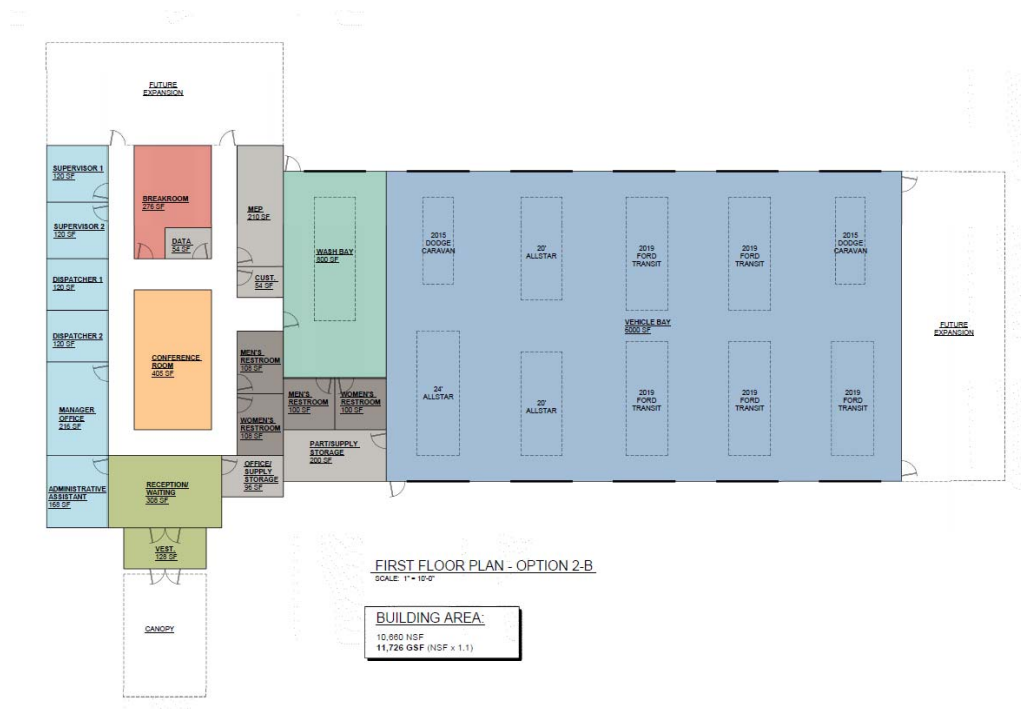 FUTURE
EXPANSION
SUPERVISOR 1
120 SF
SUPERVISOR 2
120 SF
DISPATCHER 1
120 SF
DISPATCHER 2
120 SF
MANAGER
OFFICE
216 SF
ADMINISTRATIVE
ASSISTANT
168 SF
BREAKROOM
276 SF
DATA
54 SF
CONFERENCE
ROOM
405 SF
RECEPTION/
WAITING
308 SF
VEST.
128 SF
CANOPY
MEP
210 SF
CUST.
54 SF
MEN'S
RESTROOM
108 SF
WOMEN'S
RESTROOM
108 SF
OFFICE/
SUPPLY
STORAGE
96 SF
WASH BAY
800 SF
MEN'S
RESTROOM
100 SF
WOMEN'S
RESTROOM
100 SF
PART/SUPPLY
STORAGE
200 SF
2015
DODGE
CARAVAN
20'
ALLSTAR
2019
FORD
TRANSIT
2019
FORD
TRANSIT
2015
DODGE
CARAVAN
VEHICLE BAY
6000 SF
24'
ALLSTAR
20'
ALLSTAR
2019
FORD
TRANSIT
2019
FORD
TRANSIT
2019
FORD
TRANSIT
FUTURE
EXPANSION
FIRST FLOOR PLAN - OPTION 2-B
SCALE: 1" = 10'-0"
BUILDING AREA:
10,660 NSF
11,726 GSF (NSF x 1.1)